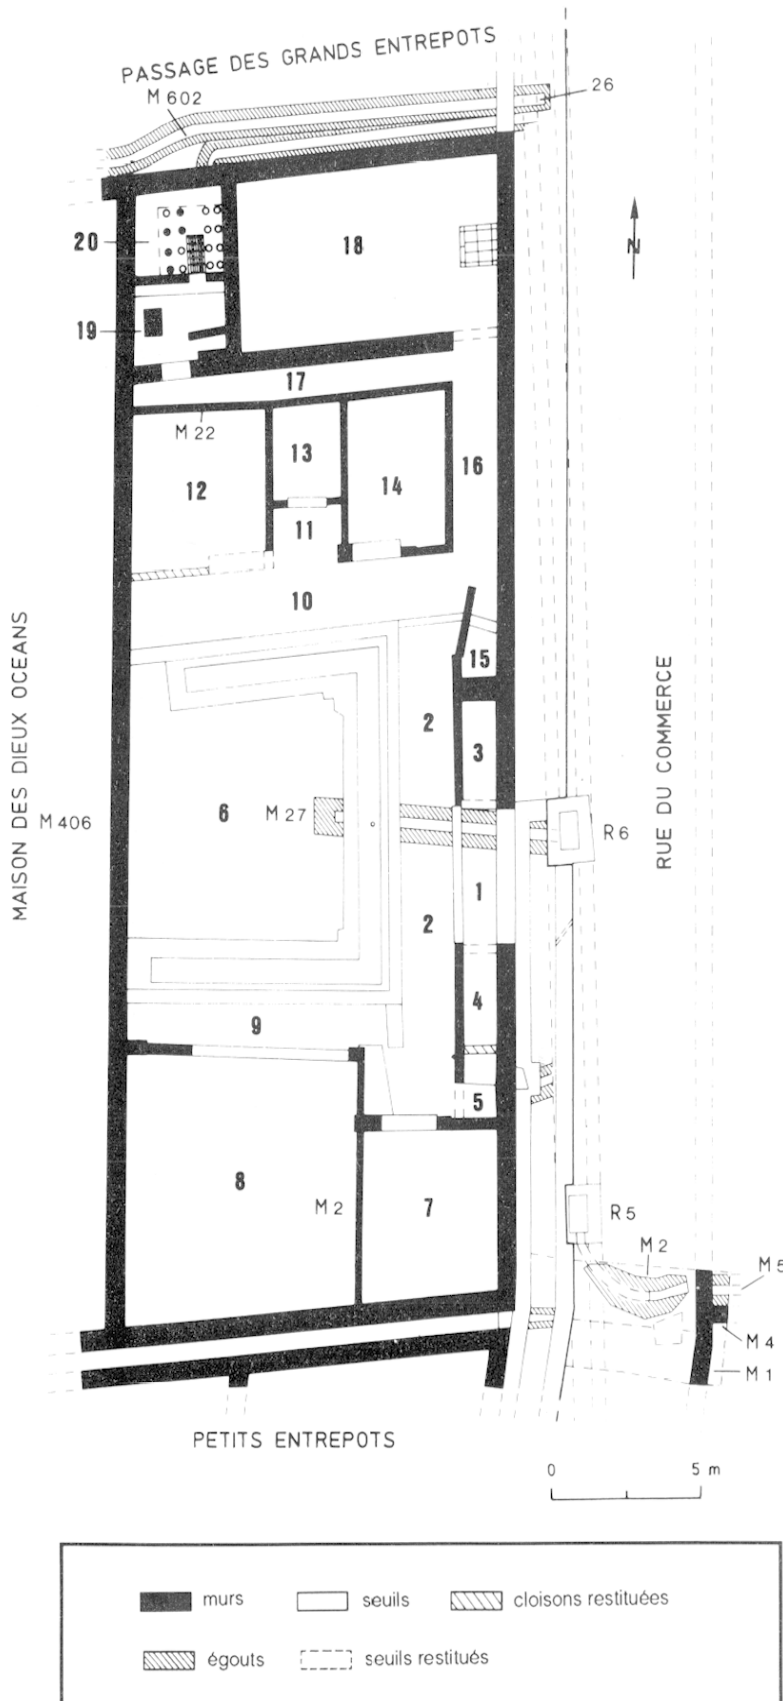 PASSAGE DES GRANDS ENTREPOTS
M 602
26
20
18
N
19
17
M 22
13
16
12
14
11
10
15
2
3
MAISON DES DIEUX OCEANS
RUE DU COMMERCE
6
M 27
M 406
R6
1
2
4
9
5
8
M 2
7
R5
M 2
M 5
M 4
M 1
PETITS ENTREPOTS
0 5 m
murs seuils cloisons restituées
égouts seuils restitués